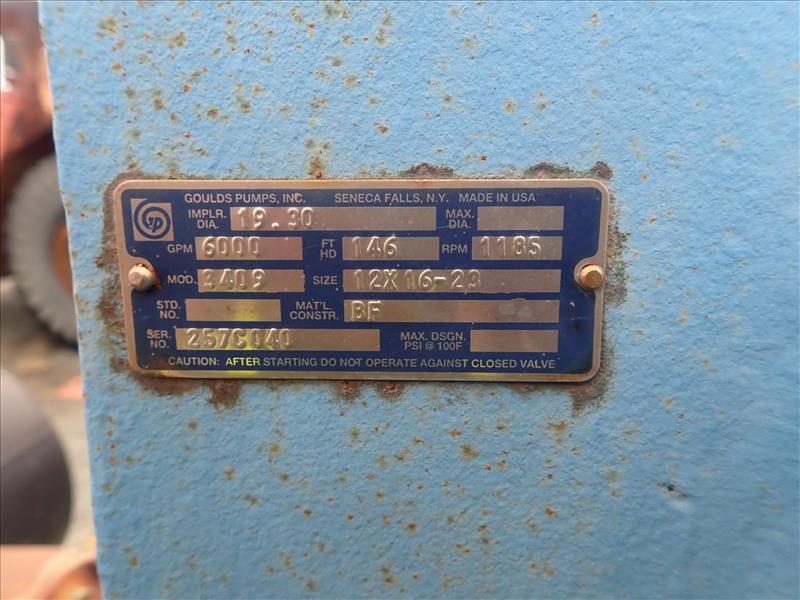 GOULDS PUMPS, INC. SENECA FALLS, N.Y. MADE IN USA
IMPLR. DIA. 19.30 MAX. DIA.
GPM 6000 FT HD 146 RPM 1185
MOD. 3409 SIZE 12X16-23
STD. NO. MAT'L. CONSTR. BF
SER. NO. 257C040 MAX. DSGN. PSI @ 100F
CAUTION: AFTER STARTING DO NOT OPERATE AGAINST CLOSED VALVE